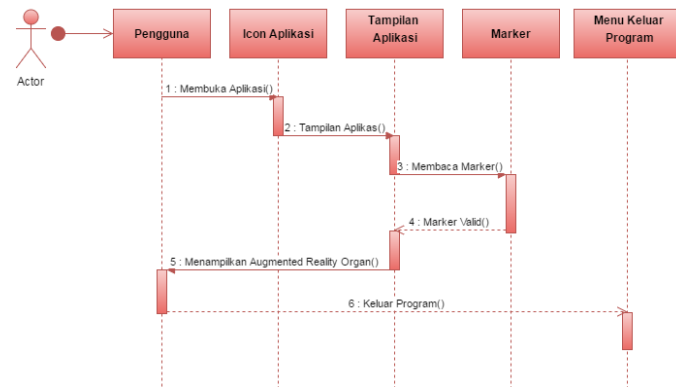 Actor
Pengguna
Icon Aplikasi
Tampilan
Aplikasi
Marker
Menu Keluar
Program
1 : Membuka Aplikasi()
2 : Tampilan Aplikas()
3 : Membaca Marker()
4 : Marker Valid()
5 : Menampilkan Augmented Reality Organ()
6 : Keluar Program()